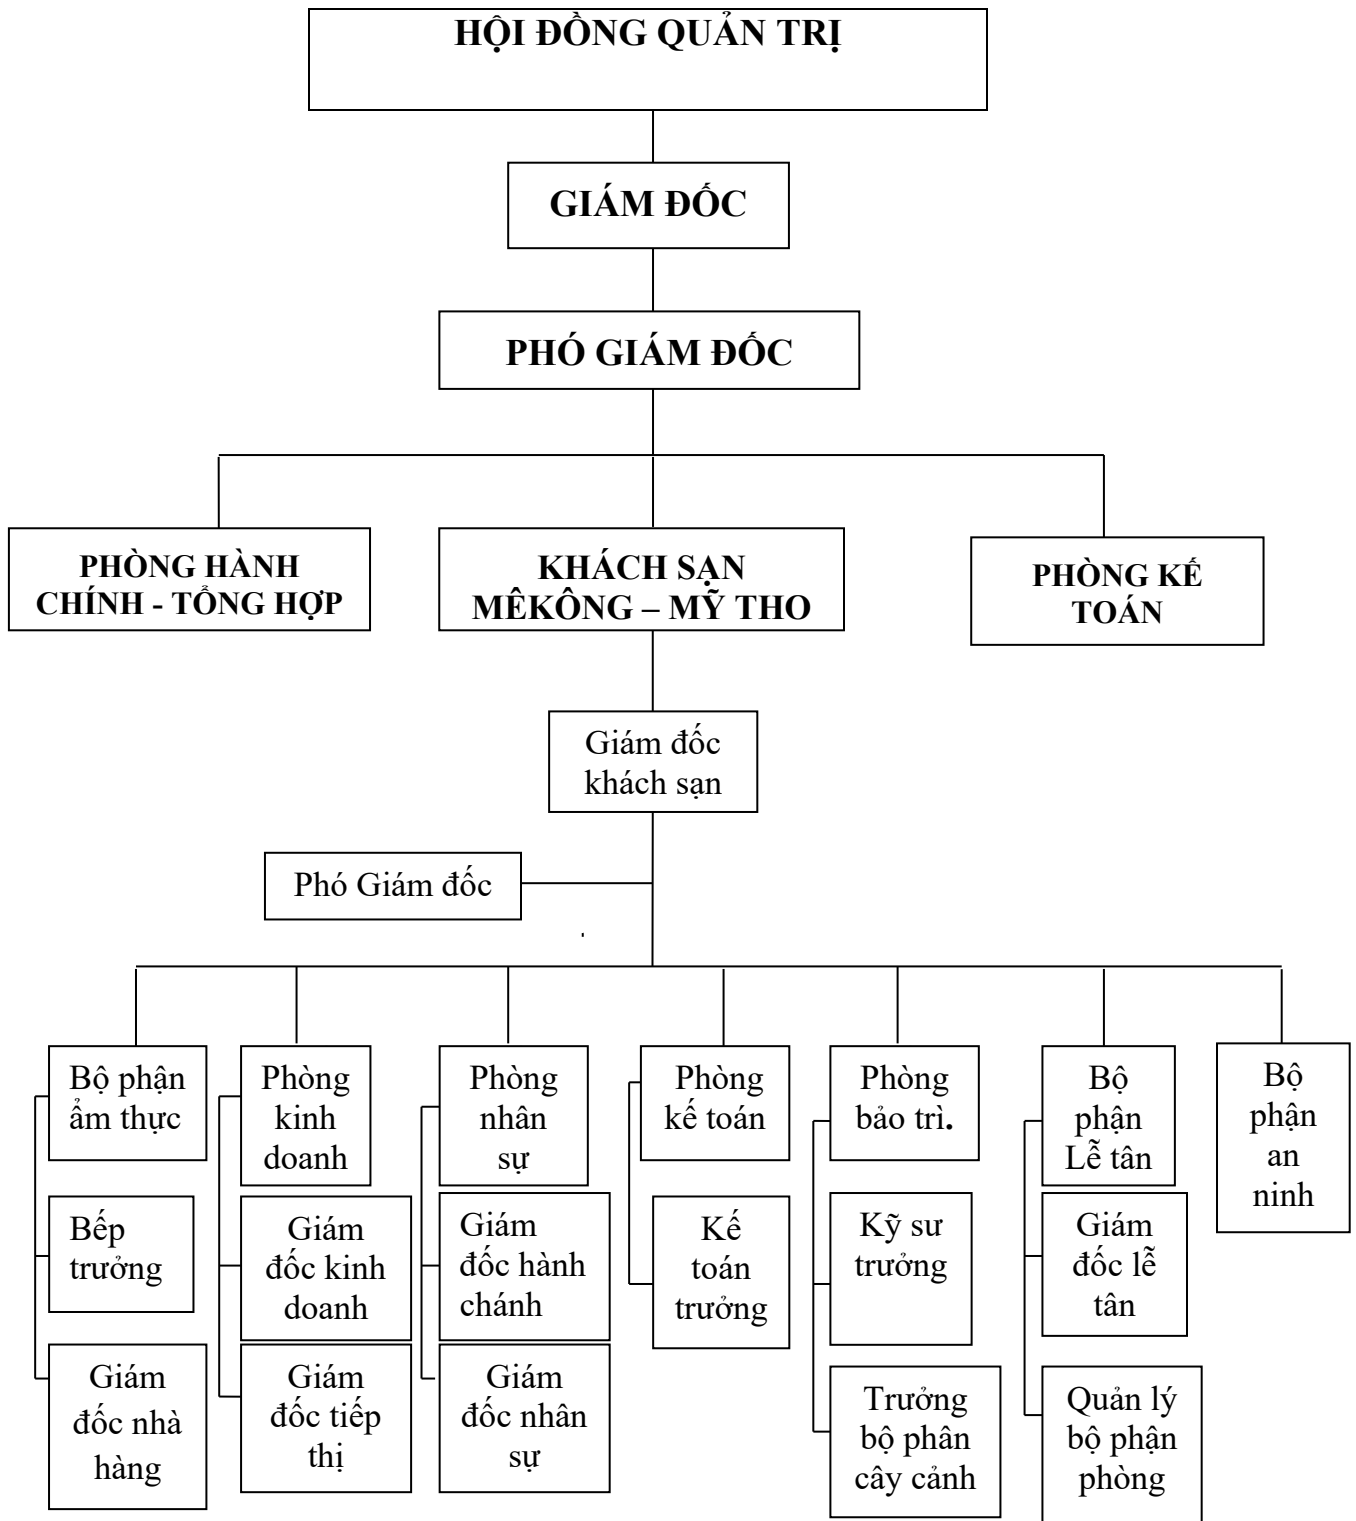 HỘI ĐỒNG QUẢN TRỊ
GIÁM ĐỐC
PHÓ GIÁM ĐỐC
PHÒNG HÀNH
CHÍNH - TỔNG HỢP
KHÁCH SẠN
MÊKÔNG – MỸ THO
PHÒNG KẾ
TOÁN
Giám đốc
khách sạn
Phó Giám đốc
Bộ phận
ẩm thực
Phòng
kinh
doanh
Phòng
nhân
sự
Phòng
kế toán
Phòng
bảo trì.
Bộ
phận
Lễ tân
Bộ
phận
an
ninh
Bếp
trưởng
Giám
đốc kinh
doanh
Giám
đốc hành
chánh
Kế
toán
trưởng
Kỹ sư
trưởng
Giám
đốc lễ
tân
Giám
đốc nhà
hàng
Giám
đốc tiếp
thị
Giám
đốc nhân
sự
Trưởng
bộ phân
cây cảnh
Quản lý
bộ phận
phòng